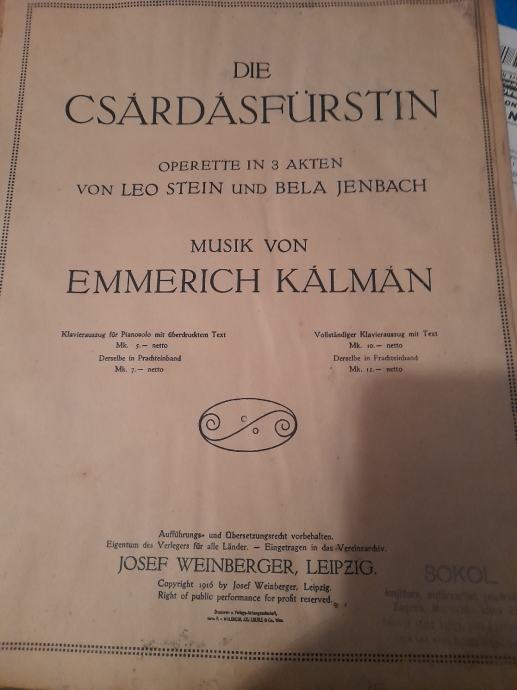 DIE
CSÁRDÁSFÜRSTIN
OPERETTE IN 3 AKTEN
VON LEO STEIN UND BELA JENBACH
MUSIK VON
EMMERICH KÁLMÁN
Klavierauszug für Pianosolo mit überdrucktem Text
Mk. 5.— netto
Derselbe in Prachteinband
Mk. 7.— netto
Vollständiger Klavierauszug mit Text
Mk. 10.— netto
Derselbe in Prachteinband
Mk. 12.— netto
Aufführungs- und Übersetzungsrecht vorbehalten.
Eigentum des Verlegers für alle Länder. — Eingetragen in das Vereinsarchiv.
JOSEF WEINBERGER, LEIPZIG.
Copyright 1916 by Josef Weinberger, Leipzig.
Right of public performance for profit reserved.
SOKOL
Zagreb